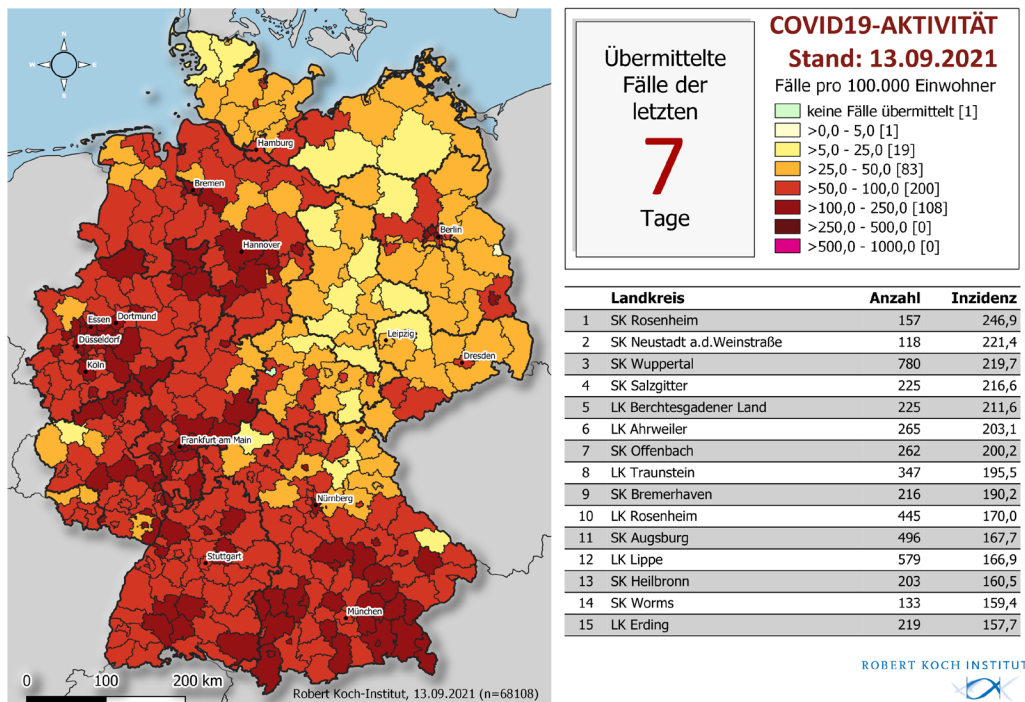 N
W
E
S
Hamburg
Bremen
Berlin
Hannover
Essen
Dortmund
Düsseldorf
Leipzig
Köln
Dresden
Frankfurt am Main
Nürnberg
Stuttgart
München
0 100 200 km
Robert Koch-Institut, 13.09.2021 (n=68108)
Übermittelte
Fälle der
letzten
7
Tage
COVID19-AKTIVITÄT
Stand: 13.09.2021
Fälle pro 100.000 Einwohner
keine Fälle übermittelt [1]
>0,0 - 5,0 [1]
>5,0 - 25,0 [19]
>25,0 - 50,0 [83]
>50,0 - 100,0 [200]
>100,0 - 250,0 [108]
>250,0 - 500,0 [0]
>500,0 - 1000,0 [0]
Landkreis Anzahl Inzidenz
1 SK Rosenheim 157 246,9
2 SK Neustadt a.d.Weinstraße 118 221,4
3 SK Wuppertal 780 219,7
4 SK Salzgitter 225 216,6
5 LK Berchtesgadener Land 225 211,6
6 LK Ahrweiler 265 203,1
7 SK Offenbach 262 200,2
8 LK Traunstein 347 195,5
9 SK Bremerhaven 216 190,2
10 LK Rosenheim 445 170,0
11 SK Augsburg 496 167,7
12 LK Lippe 579 166,9
13 SK Heilbronn 203 160,5
14 SK Worms 133 159,4
15 LK Erding 219 157,7
ROBERT KOCH INSTITUT